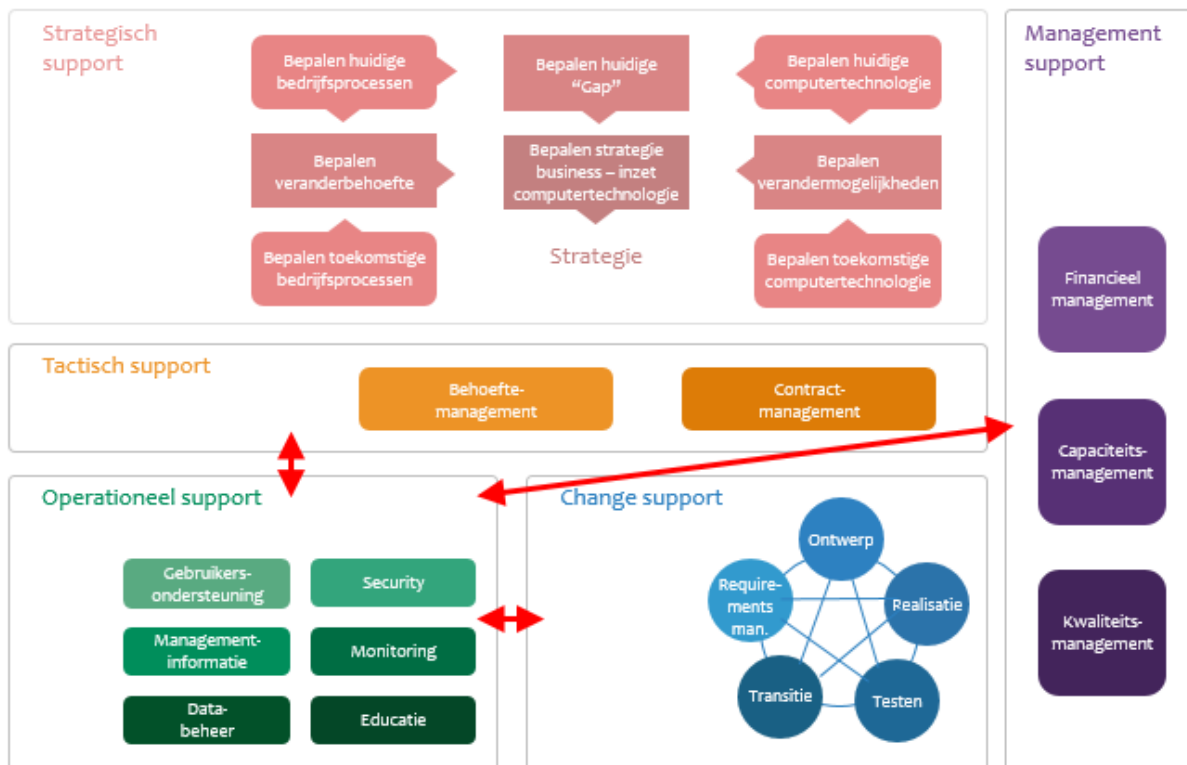 Strategisch
support
Bepalen huidige
bedrijfsprocessen
Bepalen huidige
“Gap”
Bepalen huidige
computertechnologie
Bepalen
veranderbehoefte
Bepalen strategie
business – inzet
computertechnologie
Bepalen
verandermogelijkheden
Bepalen toekomstige
bedrijfsprocessen
Strategie
Bepalen toekomstige
computertechnologie
Management
support
Financieel
management
Capaciteits-
management
Kwaliteits-
management
Tactisch support
Behoefte-
management
Contract-
management
Operationeel support
Gebruikers-
ondersteuning
Security
Management-
informatie
Monitoring
Data-
beheer
Educatie
Change support
Ontwerp
Require-
ments
man.
Realisatie
Transitie
Testen